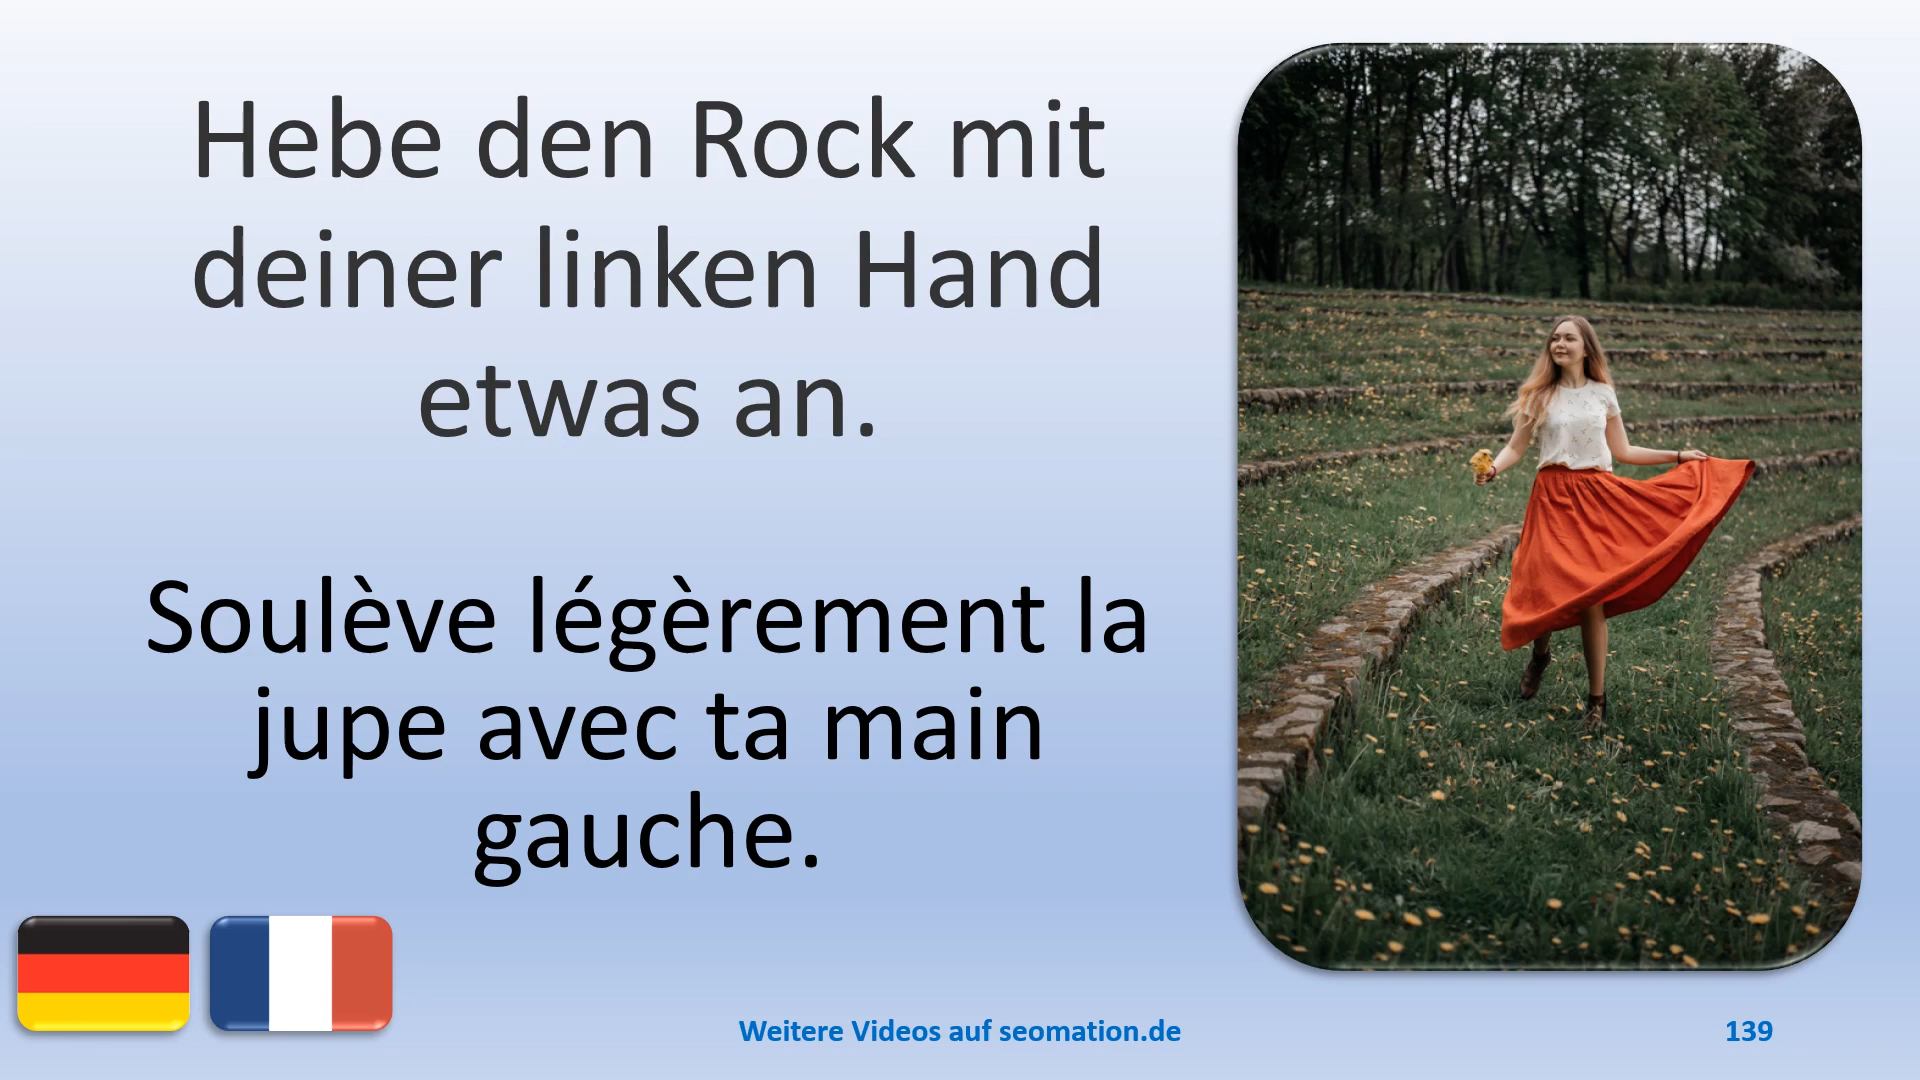 Hebe den Rock mit
deiner linken Hand
etwas an.
Soulève légèrement la
jupe avec ta main
gauche.
Weitere Videos auf seomation.de
139